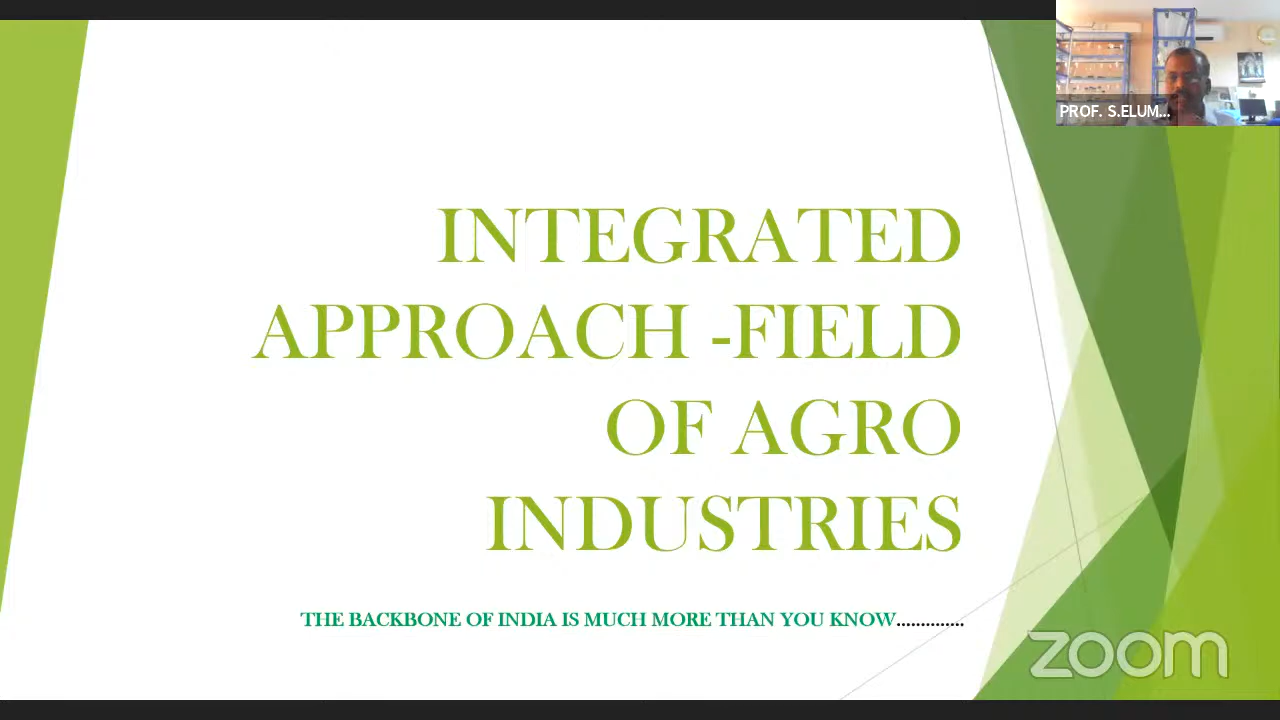 PROF. S.ELUM...
INTEGRATED
APPROACH -FIELD
OF AGRO
INDUSTRIES
THE BACKBONE OF INDIA IS MUCH MORE THAN YOU KNOW..............
zoom